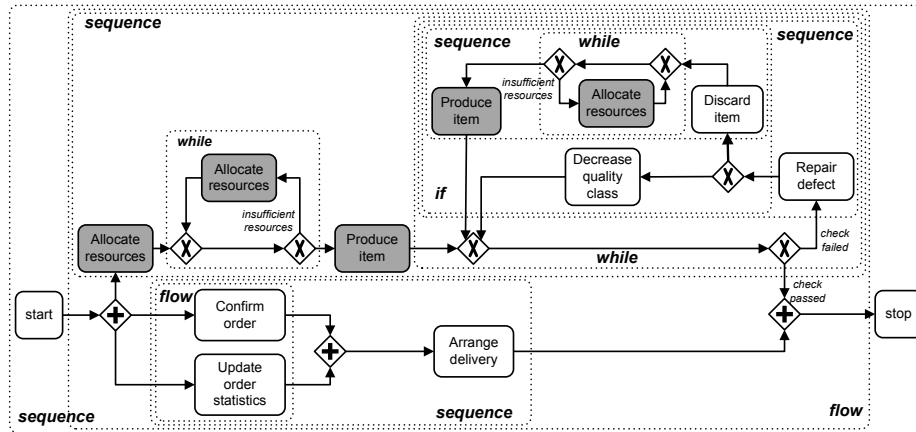 sequence
sequence
while
sequence
insufficient
resources
Produce
item
Allocate
resources
Discard
item
while
Allocate
resources
insufficient
resources
Decrease
quality
class
Repair
defect
if
Allocate
resources
Produce
item
while
check
failed
check
passed
start
flow
Confirm
order
Update
order
statistics
Arrange
delivery
stop
sequence
sequence
flow